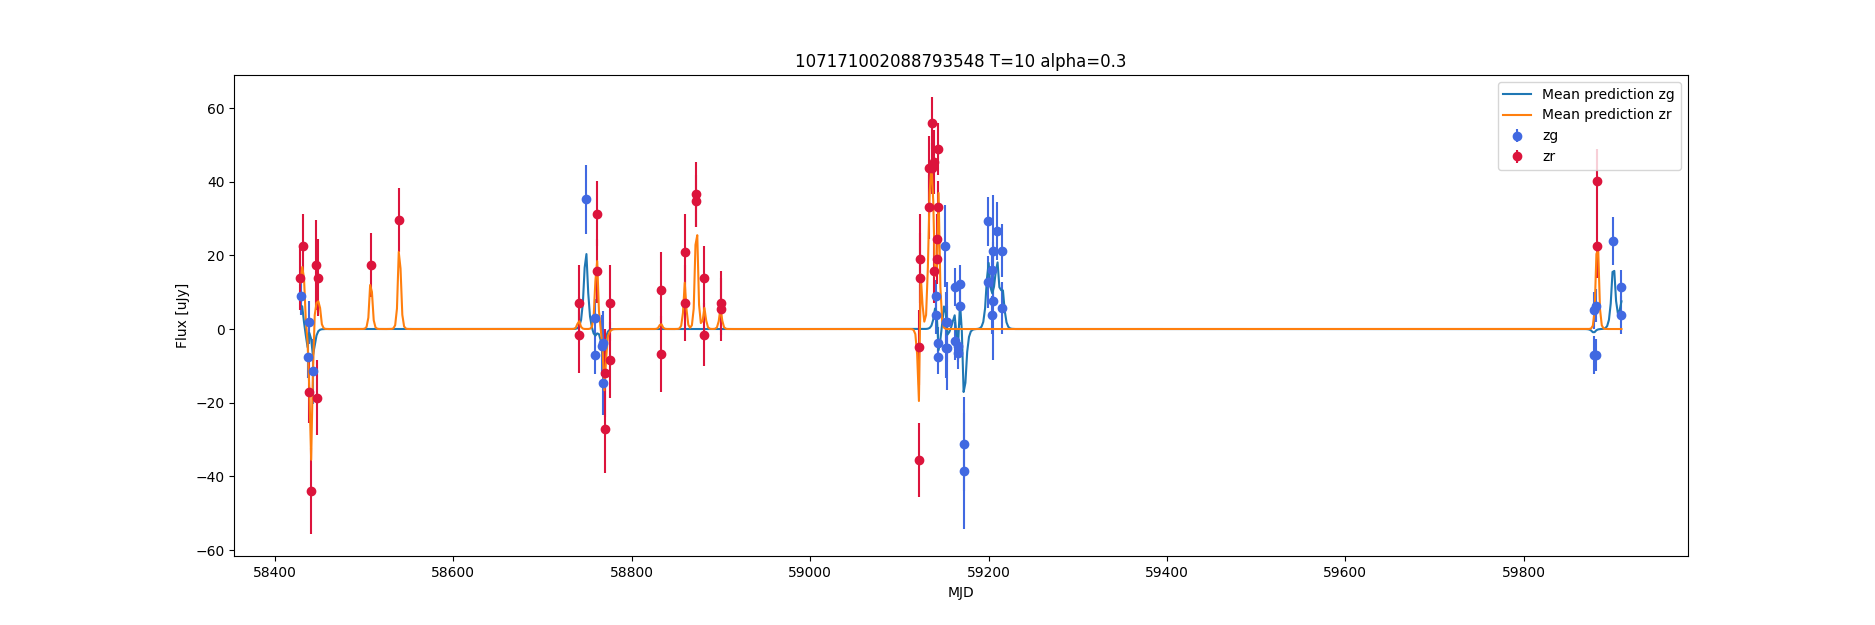 107171002088793548 T=10 alpha=0.3
Mean prediction zg
Mean prediction zr
zg
zr
60
40
20
0
−20
−40
−60
Flux [uJy]
58400 58600 58800 59000 59200 59400 59600 59800
MJD